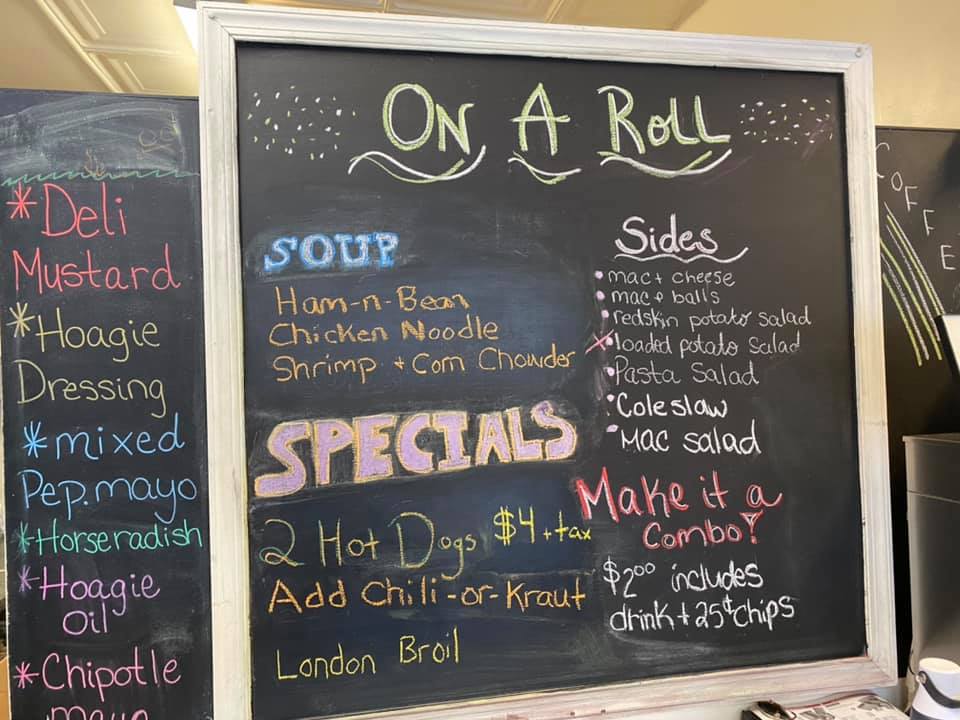 *Deli
Mustard
*Hoagie
Dressing
*mixed
Pep. mayo
*Horseradish
*Hoagie
Oil
*Chipotle
mayo
ON A ROLL
SOUP
Ham-n-Bean
Chicken Noodle
Shrimp + Corn Chowder
SPECIALS
2 Hot Dogs $4 + tax
Add Chili-or-Kraut
London Broil
Sides
• mac + cheese
• mac + balls
• redskin potato salad
• loaded potato salad
• Pasta Salad
• Coleslaw
• Mac salad
Make it a
Combo!
$2.00 includes
drink + 25¢ chips
COFFE